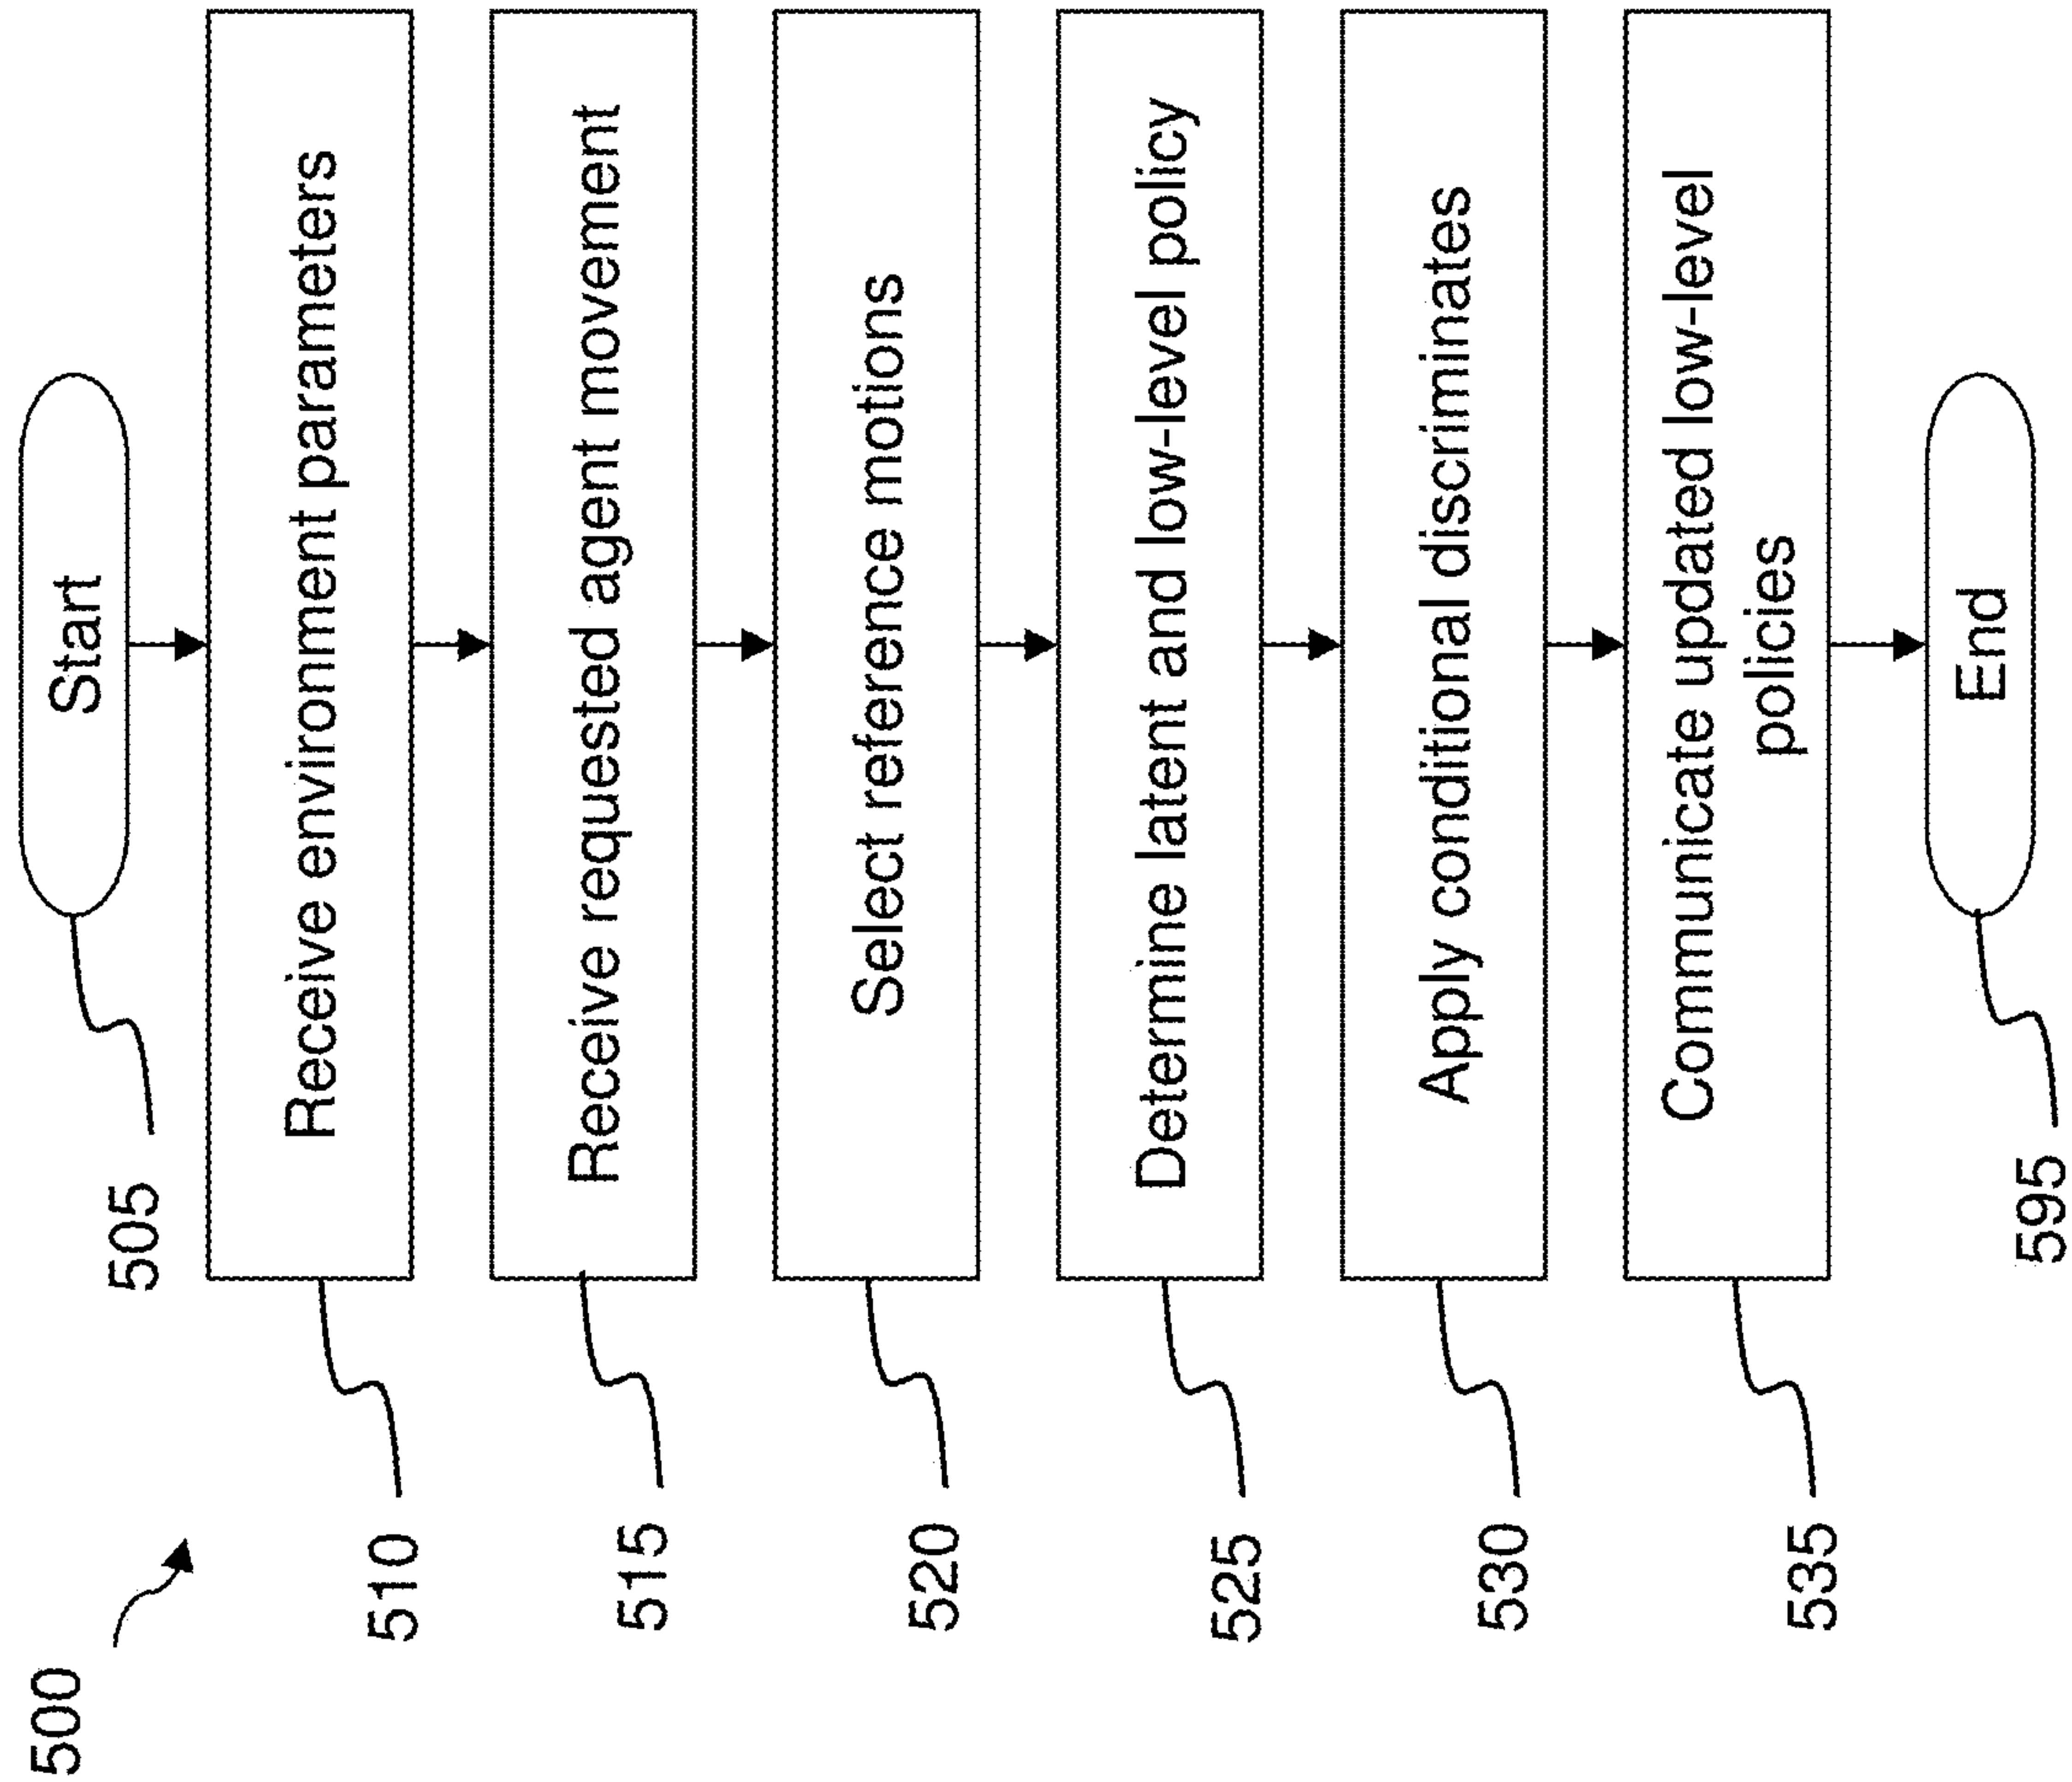 500
Start
505
Receive environment parameters
510
Receive requested agent movement
515
Select reference motions
520
Determine latent and low-level policy
525
Apply conditional discriminates
530
Communicate updated low-level
policies
535
End
595